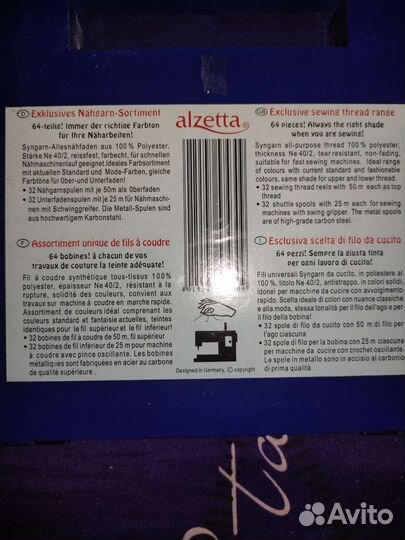 D Exklusives Nähgarn-Sortiment
64-teilig! Immer der richtige Farbton
für Ihre Näharbeiten!
Syngarn-Allesnähfaden aus 100 % Polyester,
Stärke Ne 40/2, reissfest, farbecht, für schnellen
Nähmaschinenlauf geeignet. Ideales Farbsortiment
mit aktuellen Standard und Mode-Farben, gleiche
Farbtöne für Ober-und Unterfaden!
• 32 Nähgarnspulen mit je 50m als Oberfaden
• 32 Unterfadenspulen je 25 m für Nähmaschi-
nen mit Schwinggreifer. Die Metall-Spulen sind
aus hochwertigem Karbonstahl.
alzetta ®
GB Exclusive sewing thread range
64 pieces! Always the right shade
when you are sewing!
Syngarn all-purpose thread 100% polyester,
thickness Ne 40/2, tear resistant, non-fading,
suitable for fast sewing machines. Ideal range
of colours with current standard and fashionable
colours, same shade for upper and lower thread.
• 32 sewing thread reels with 50 m each as top
thread
• 32 shuttle spools with 25 m each for sewing
machines with swing gripper. The metal spools
are of high-grade carbon steel.
F Assortiment unique de fils à coudre
64 bobines! à chacun de vos
travaux de couture la teinte adéquate!
Fil à coudre synthétique tous-tissus 100%
polyester, épaisseur Ne 40/2, résistant à la
rupture, solidité des couleurs, convient aux
travaux sur machine à coudre en marche rapide.
Assortiment de couleurs idéal comprenant les
couleurs standard et fantaisie actuelles, teintes
identiques pour le fil supérieur et le fil inférieur!
• 32 bobines de fil à coudre de 50 m, fil supérieur
• 32 bobines de fil inférieur de 25 m pour machine
à coudre avec pince oscillante. Les bobines
métalliques sont fabriquées en acier au carbone
de qualité supérieure.
Designed in Germany, © copyright
I Esclusiva scelta di filo da cucito
64 pezzi! Sempre la giusta tinta
per ogni lavoro di cucito!
Fili universali Syngarn da cucito, in poliestere al
100 %, titolo Ne 40/2, antistrappo, in colori solidi,
idonei per macchine da cucire con avvolgimento
rapido. Scelta ideale di colori con nuance classiche
e alla moda, stessa tonalità per il filo dell'ago e per
il filo della bobina!
• 32 spole di filo da cucito con 50 m di filo per
l'ago ciascuna
• 32 spole di filo per la bobina con 25 m ciascuna
per macchine da cucire con crochet oscillante.
Le spole in metallo sono in acciaio al carbonio
di prima qualità.
Avito